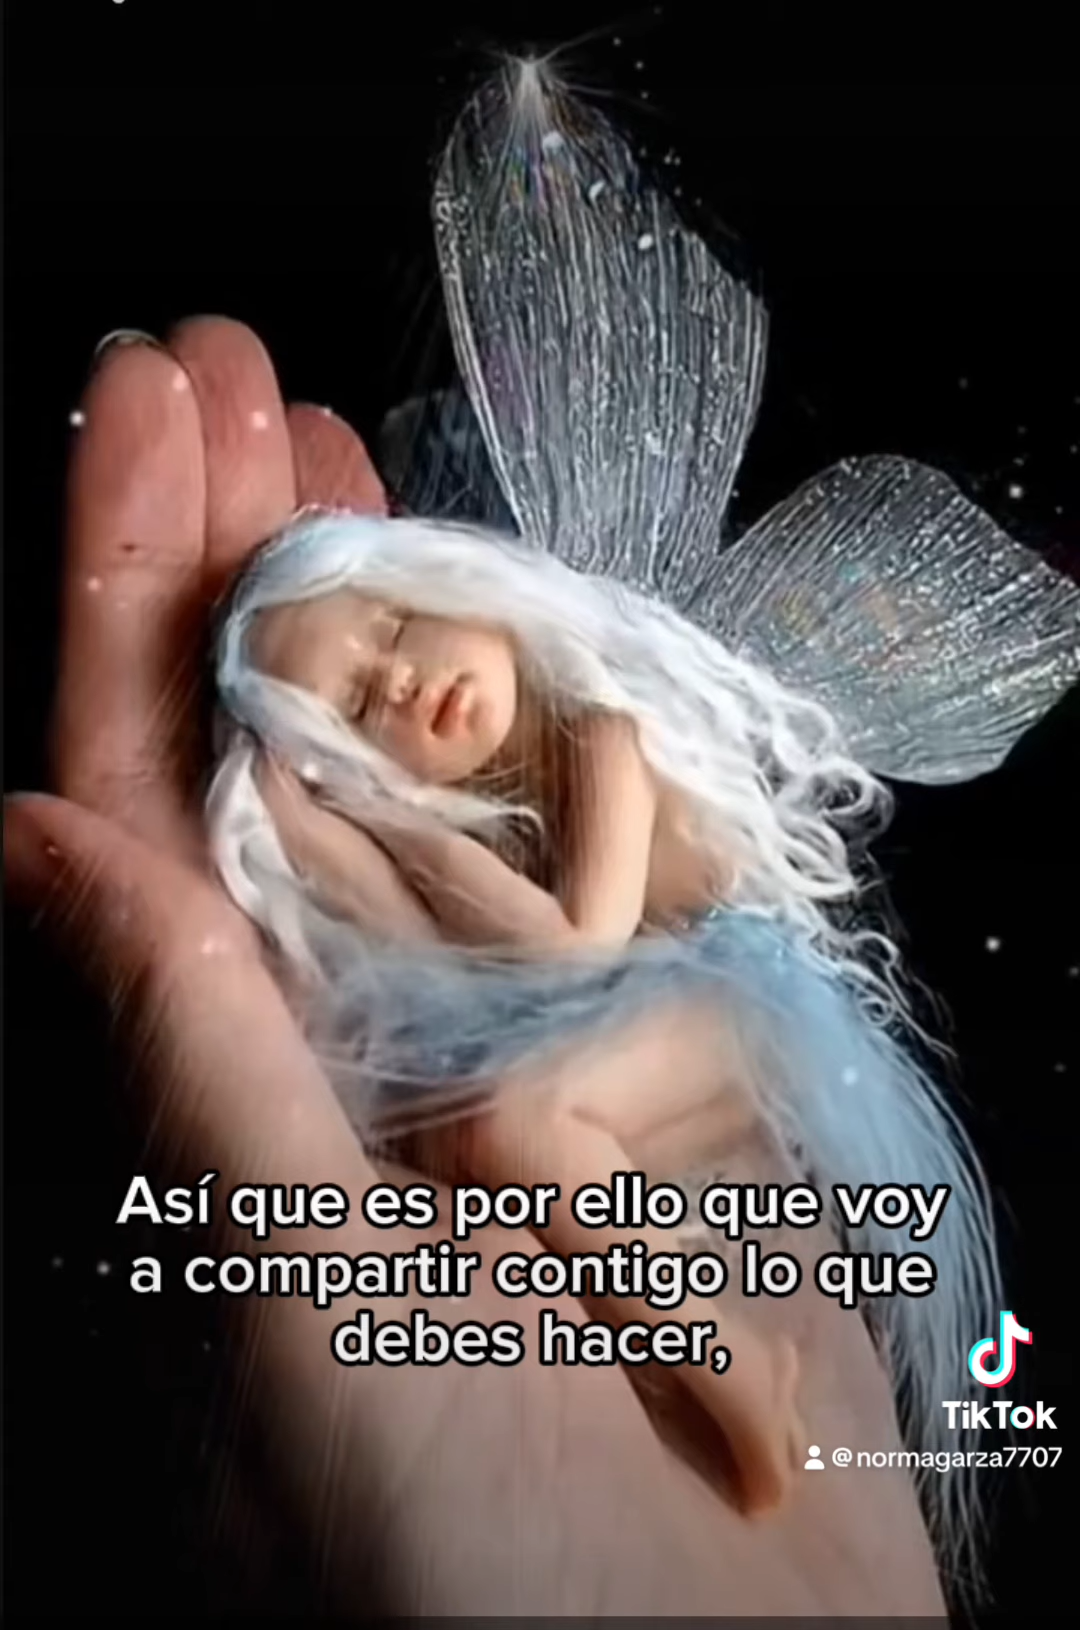 Así que es por ello que voy
a compartir contigo lo que
debes hacer,
TikTok
@normagarza7707